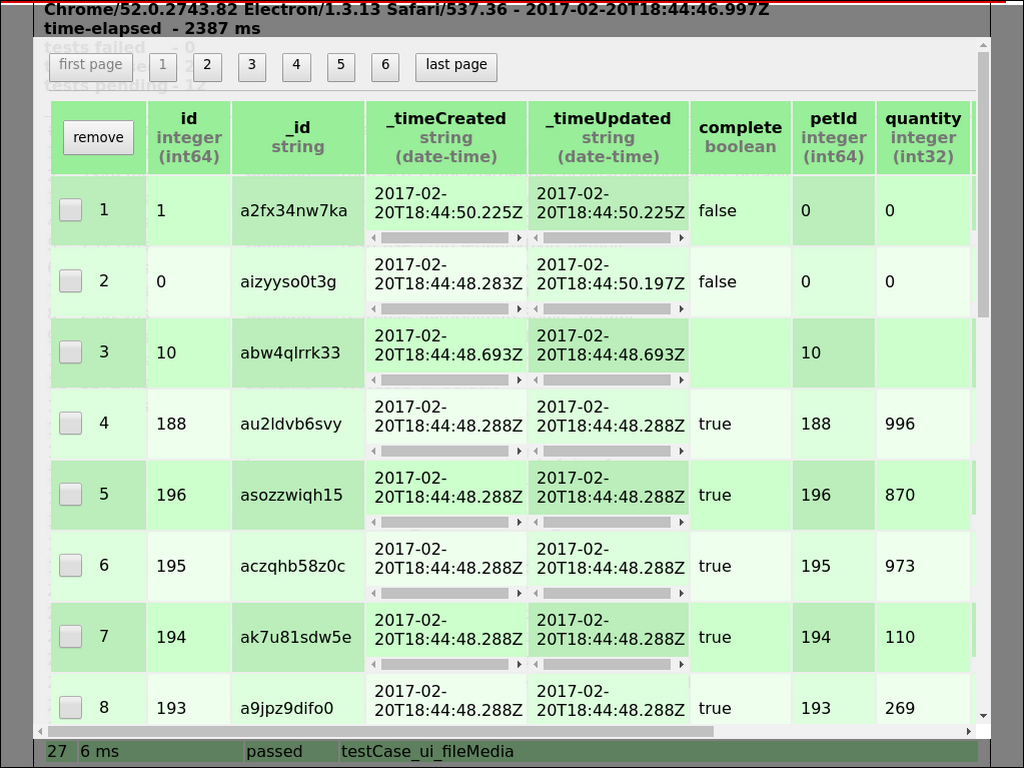 Chrome/52.0.2743.82 Electron/1.3.13 Safari/537.36 - 2017-02-20T18:44:46.997Z
time-elapsed - 2387 ms
tests failed - 0
tests pending - 12
first page 1 2 3 4 5 6 last page
remove id integer (int64) _id string _timeCreated string (date-time) _timeUpdated string (date-time) complete boolean petId integer (int64) quantity integer (int32)
1 1 a2fx34nw7ka 2017-02-20T18:44:50.225Z 2017-02-20T18:44:50.225Z false 0 0
2 0 aizyyso0t3g 2017-02-20T18:44:48.283Z 2017-02-20T18:44:50.197Z false 0 0
3 10 abw4qlrrk33 2017-02-20T18:44:48.693Z 2017-02-20T18:44:48.693Z 10
4 188 au2ldvb6svy 2017-02-20T18:44:48.288Z 2017-02-20T18:44:48.288Z true 188 996
5 196 asozzwiqh15 2017-02-20T18:44:48.288Z 2017-02-20T18:44:48.288Z true 196 870
6 195 aczqhb58z0c 2017-02-20T18:44:48.288Z 2017-02-20T18:44:48.288Z true 195 973
7 194 ak7u81sdw5e 2017-02-20T18:44:48.288Z 2017-02-20T18:44:48.288Z true 194 110
8 193 a9jpz9difo0 2017-02-20T18:44:48.288Z 2017-02-20T18:44:48.288Z true 193 269
27 6 ms passed testCase_ui_fileMedia